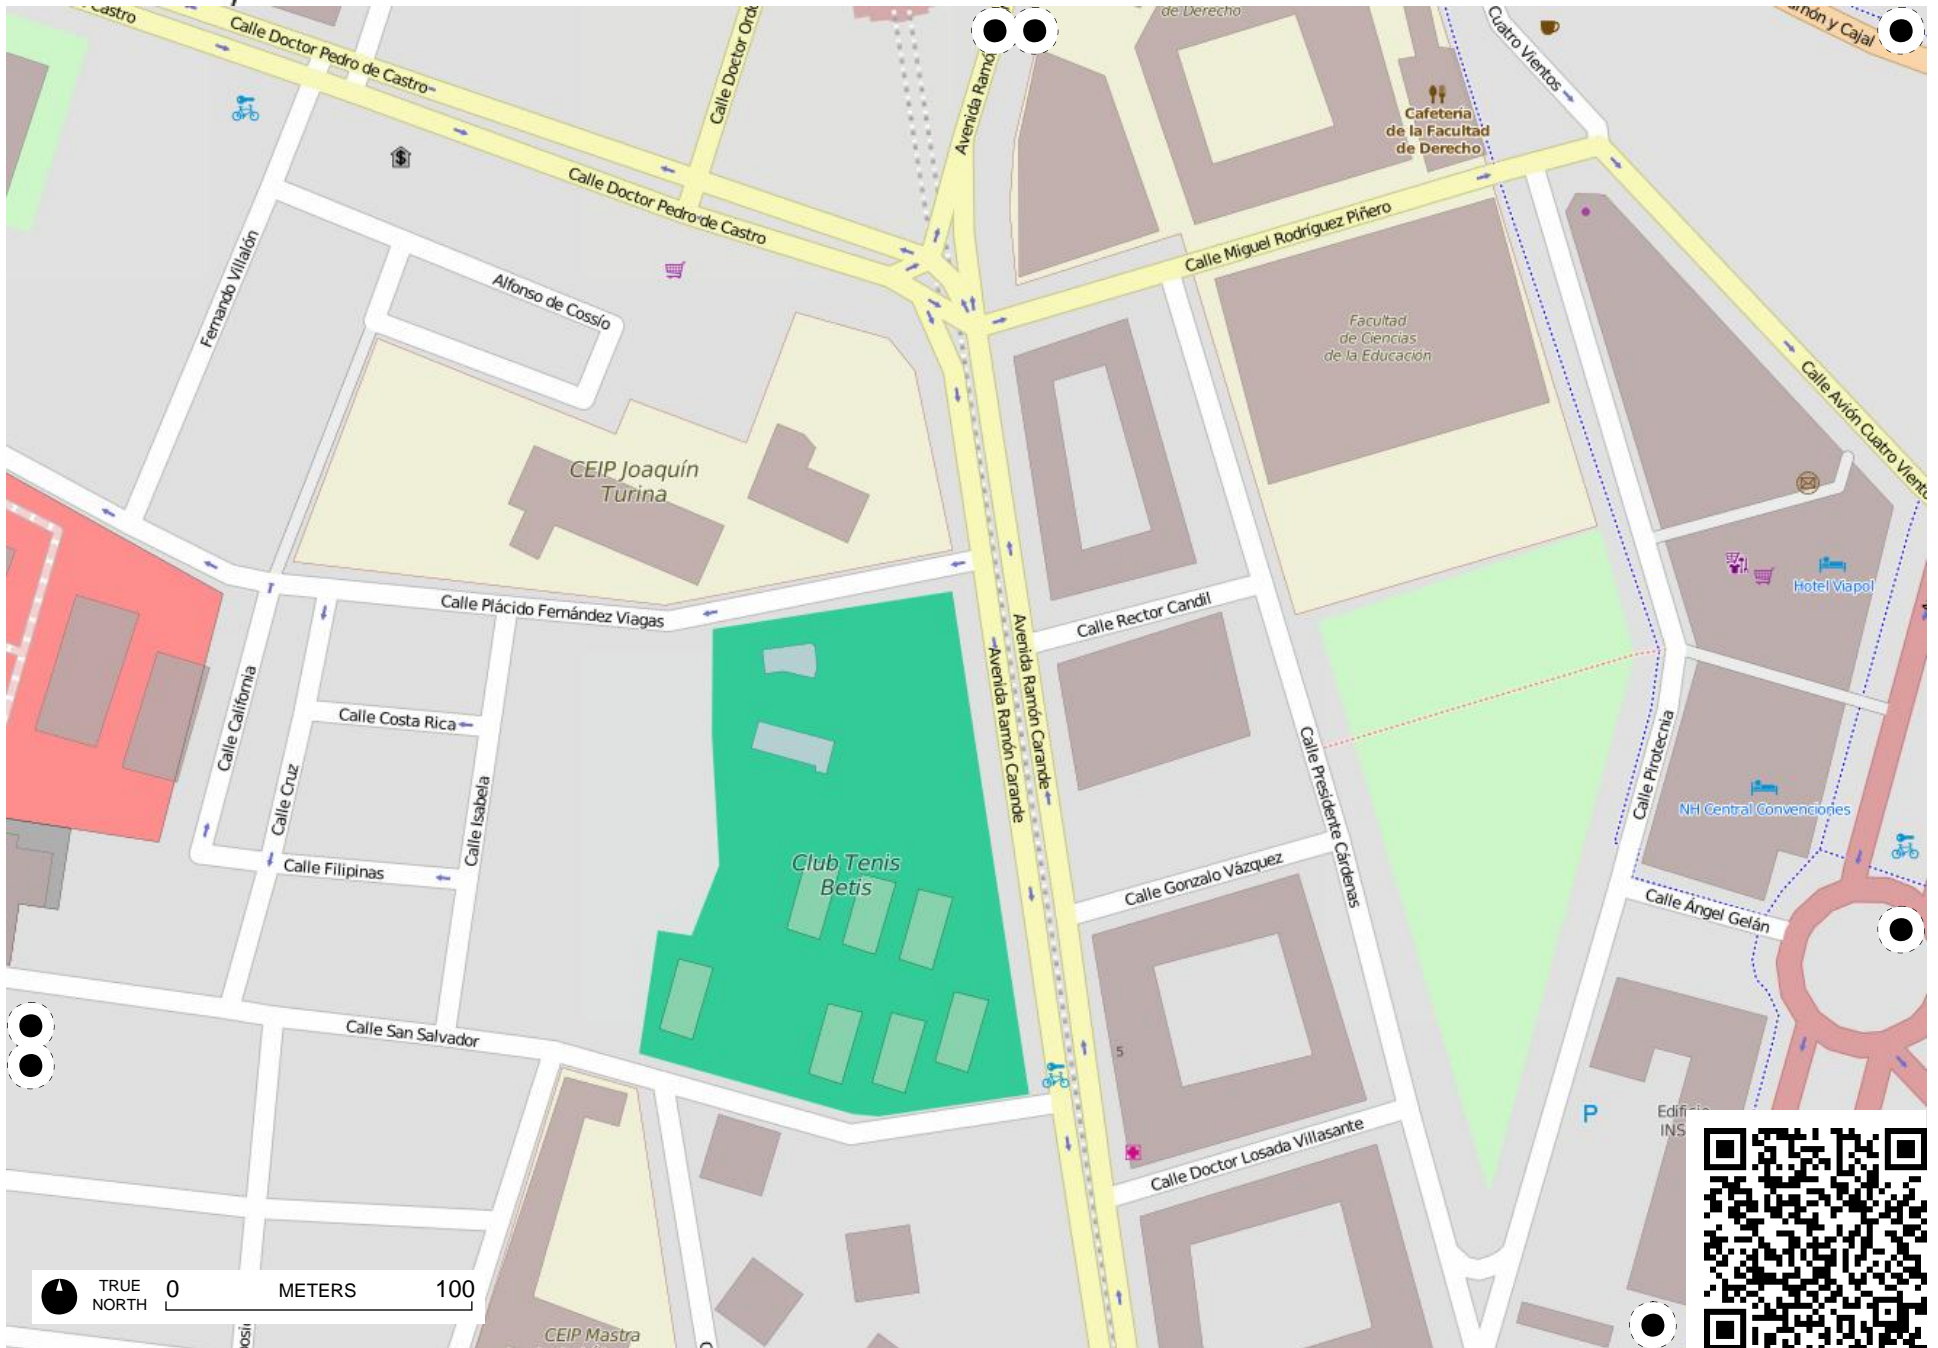 Castro
Calle Doctor Pedro de Castro
de Derecho
Cuatro Vientos
Cafetería
de la Facultad
de Derecho
Calle Doctor Pedro de Castro
Calle Miguel Rodríguez Piñero
Fernando Villalón
Alfonso de Cossío
Facultad
de Ciencias
de la Educación
Calle Avión Cuatro Vientos
CEIP Joaquín
Turina
Hotel Viapol
Calle Plácido Fernández Viagas
Calle Rector Candil
Avenida Ramón Carande
Avenida Ramón Carande
Calle California
Calle Costa Rica
Calle Cruz
Calle Isabela
Calle Presidente Cárdenas
Calle Pirotecnia
NH Central Convenciones
Calle Filipinas
Club Tenis
Betis
Calle Gonzalo Vázquez
Calle Ángel Gelán
Calle San Salvador
5
P
Calle Doctor Losada Villasante
TRUE
NORTH
0 METERS 100
CEIP Mastra